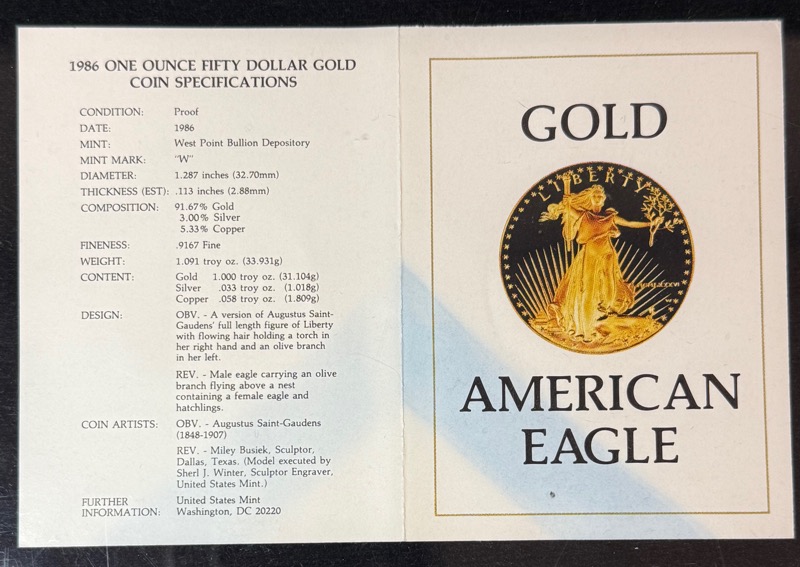 1986 ONE OUNCE FIFTY DOLLAR GOLD
COIN SPECIFICATIONS
CONDITION: Proof
DATE: 1986
MINT: West Point Bullion Depository
MINT MARK: "W"
DIAMETER: 1.287 inches (32.70mm)
THICKNESS (EST): .113 inches (2.88mm)
COMPOSITION: 91.67% Gold
3.00% Silver
5.33% Copper
FINENESS: .9167 Fine
WEIGHT: 1.091 troy oz. (33.931g)
CONTENT: Gold 1.000 troy oz. (31.104g)
Silver .033 troy oz. (1.018g)
Copper .058 troy oz. (1.809g)
DESIGN: OBV. - A version of Augustus Saint-
Gaudens' full length figure of Liberty
with flowing hair holding a torch in
her right hand and an olive branch
in her left.
REV. - Male eagle carrying an olive
branch flying above a nest
containing a female eagle and
hatchlings.
COIN ARTISTS: OBV. - Augustus Saint-Gaudens
(1848-1907)
REV. - Miley Busiek, Sculptor,
Dallas, Texas. (Model executed by
Sherl J. Winter, Sculptor Engraver,
United States Mint.)
FURTHER United States Mint
INFORMATION: Washington, DC 20220
GOLD
LIBERTY
MCMLXXXVI
W
AMERICAN
EAGLE